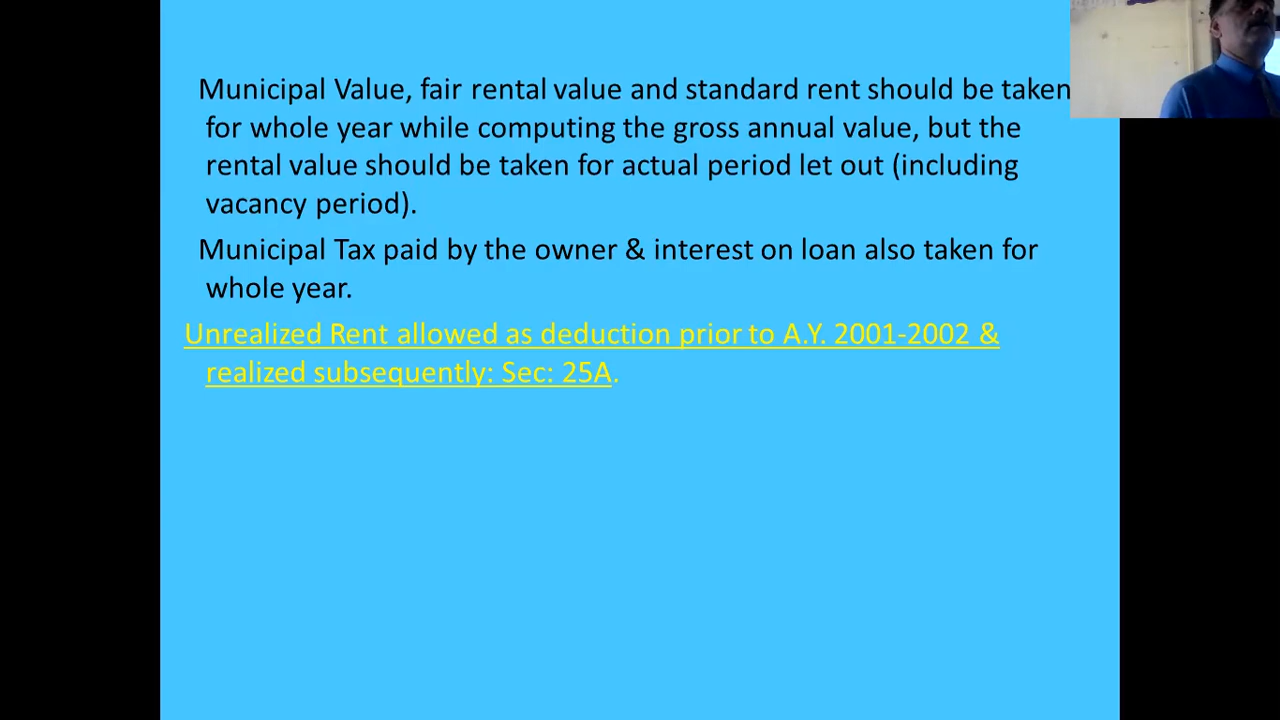 Municipal Value, fair rental value and standard rent should be taken
for whole year while computing the gross annual value, but the
rental value should be taken for actual period let out (including
vacancy period).
Municipal Tax paid by the owner & interest on loan also taken for
whole year.
Unrealized Rent allowed as deduction prior to A.Y. 2001-2002 &
realized subsequently: Sec: 25A.